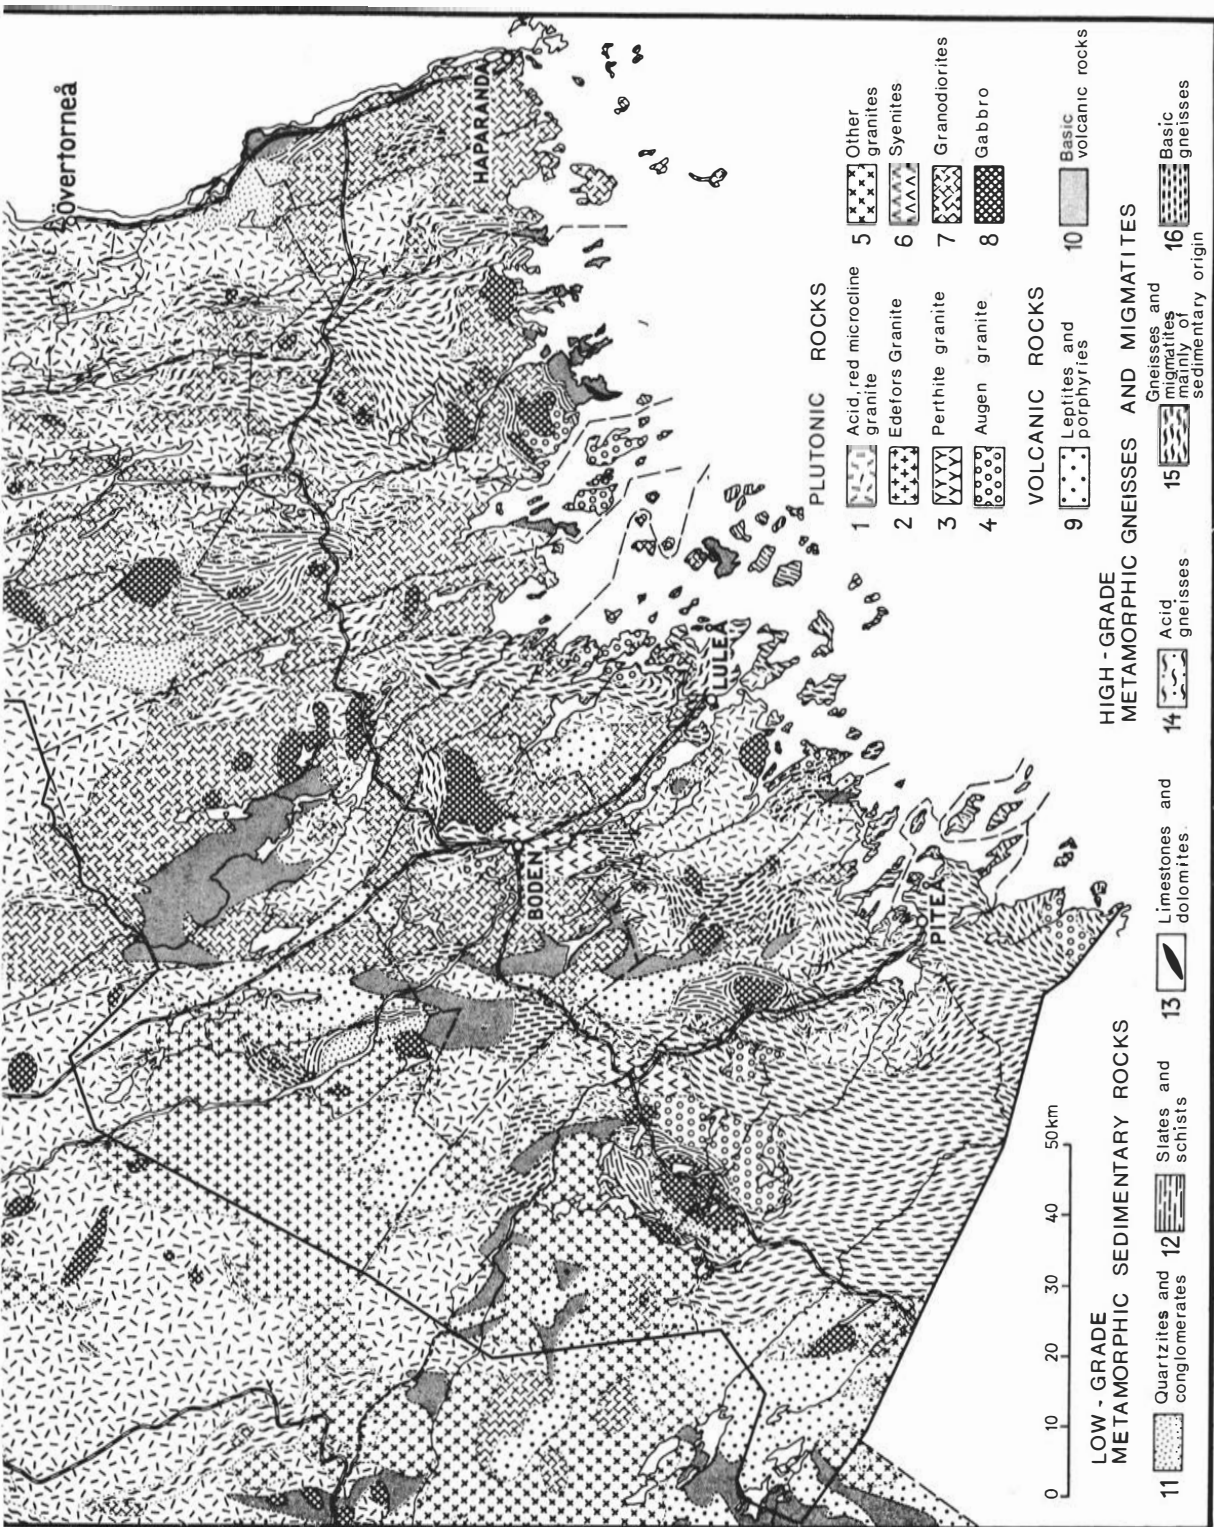 Övertorneå
HAPARANDA
BODEN
LULEÅ
PITEÅ
PLUTONIC ROCKS
1 Acid, red microcline
granite
2 Edefors Granite
3 Perthite granite
4 Augen granite
5 Other
granites
6 Syenites
7 Granodiorites
8 Gabbro
VOLCANIC ROCKS
9 Leptites and
porphyries
10 Basic
volcanic rocks
LOW-GRADE
METAMORPHIC SEDIMENTARY ROCKS
11 Quartzites and
conglomerates
12 Slates and
schists
13 Limestones and
dolomites
HIGH-GRADE
METAMORPHIC GNEISSES AND MIGMATITES
14 Acid
gneisses
15 Gneisses and
migmatites
mainly of
sedimentary origin
16 Basic
gneisses
0 10 20 30 40 50km